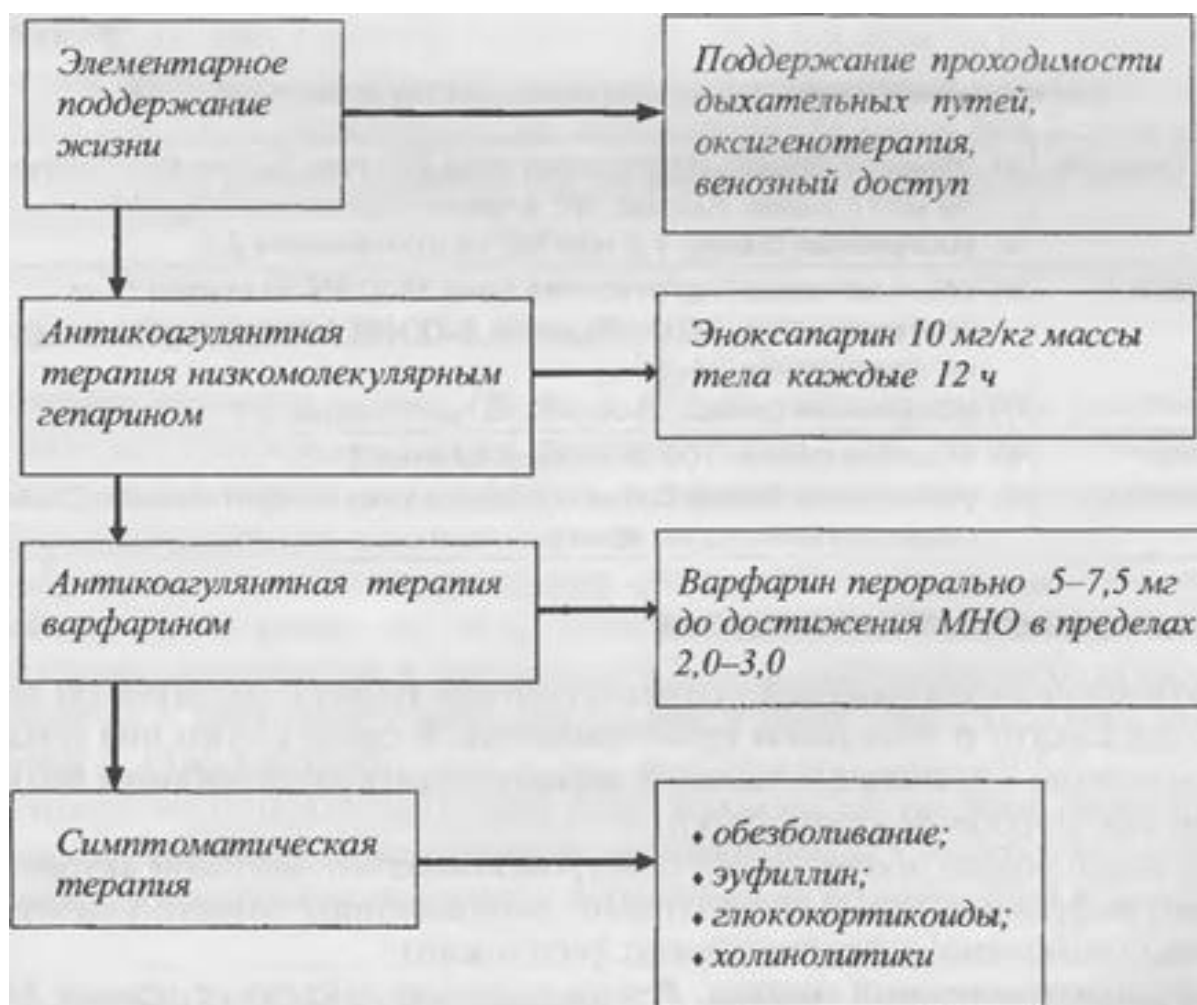 Элементарное
поддержание
жизни
Поддержание проходимости
дыхательных путей,
оксигенотерапия,
венозный доступ
Антикоагулянтная
терапия низкомолекулярным
гепарином
Эноксапарин 10 мг/кг массы
тела каждые 12 ч
Антикоагулянтная терапия
варфарином
Варфарин перорально 5–7,5 мг
до достижения МНО в пределах
2,0–3,0
Симптоматическая
терапия
• обезболивание;
• эуфиллин;
• глюкокортикоиды;
• холинолитики